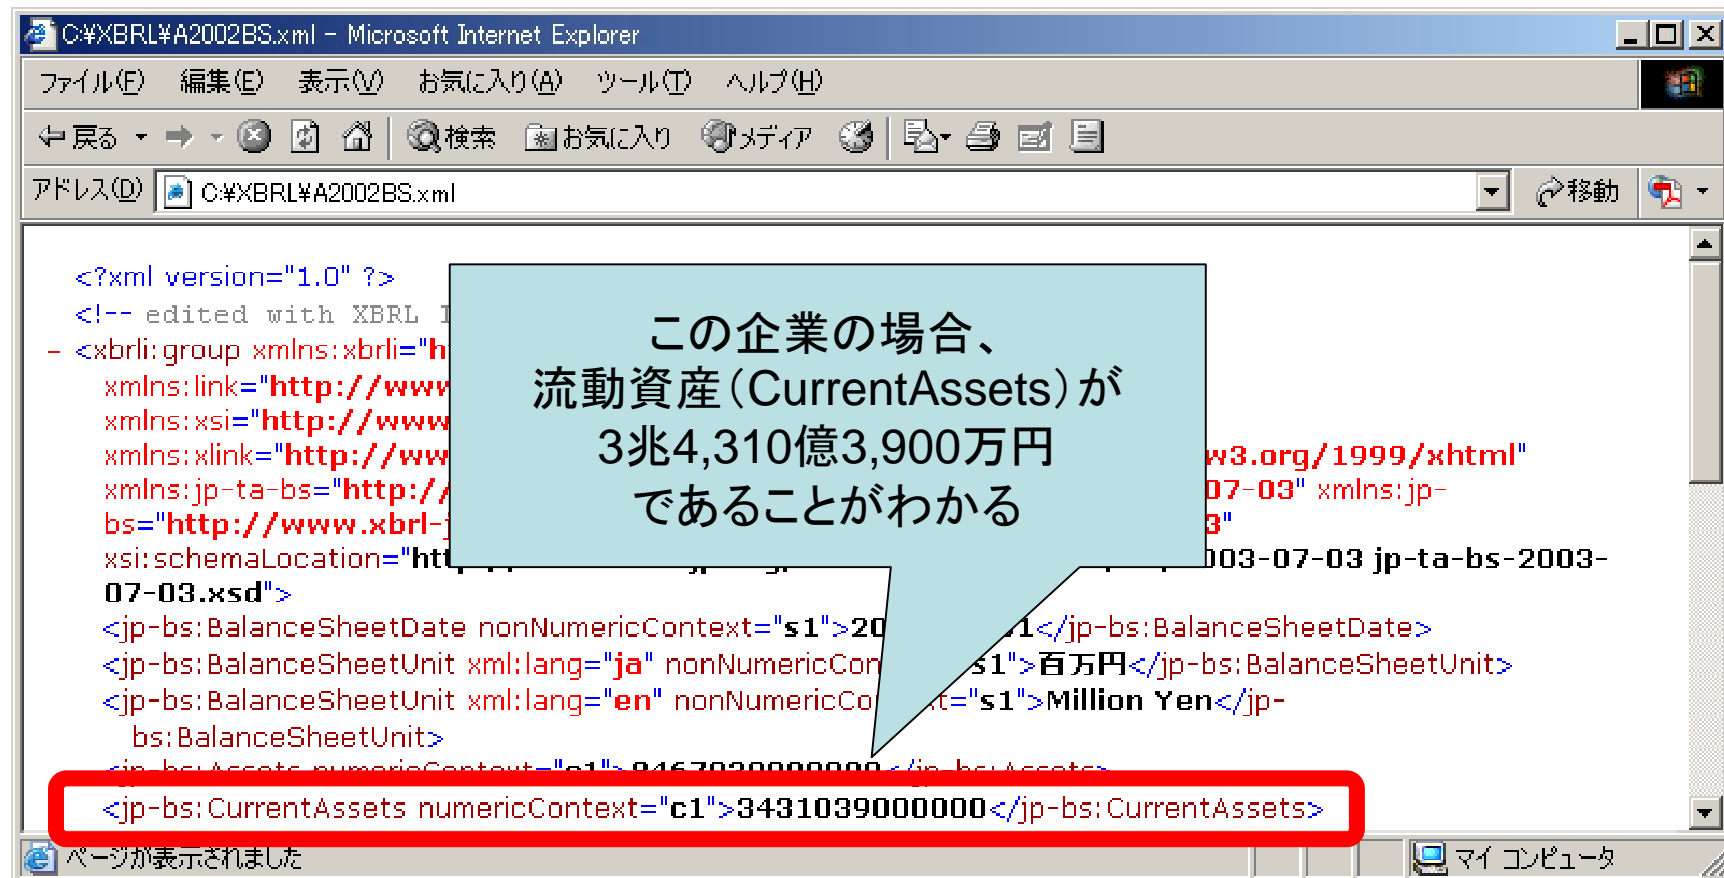 C:¥XBRL¥A2002BS.xml - Microsoft Internet Explorer
ファイル(F) 編集(E) 表示(V) お気に入り(A) ツール(T) ヘルプ(H)
戻る 検索 お気に入り メディア
アドレス(D) C:¥XBRL¥A2002BS.xml 移動
<?xml version="1.0" ?>
<!-- edited with XBRL
- <xbrli:group xmlns:xbrli="h
xmlns:link="http://www
xmlns:xsi="http://www
xmlns:xlink="http://ww w3.org/1999/xhtml"
xmlns:jp-ta-bs="http:// 07-03" xmlns:jp-
bs="http://www.xbrl-j 3"
xsi:schemaLocation="htt 003-07-03 jp-ta-bs-2003-
07-03.xsd">
この企業の場合、
流動資産（CurrentAssets）が
3兆4,310億3,900万円
であることがわかる
<jp-bs:BalanceSheetDate nonNumericContext="s1">20 1</jp-bs:BalanceSheetDate>
<jp-bs:BalanceSheetUnit xml:lang="ja" nonNumericCon s1">百万円</jp-bs:BalanceSheetUnit>
<jp-bs:BalanceSheetUnit xml:lang="en" nonNumericCo t="s1">Million Yen</jp-
bs:BalanceSheetUnit>
<jp-bs:CurrentAssets numericContext="c1">3431039000000</jp-bs:CurrentAssets>
ページが表示されました マイ コンピュータ